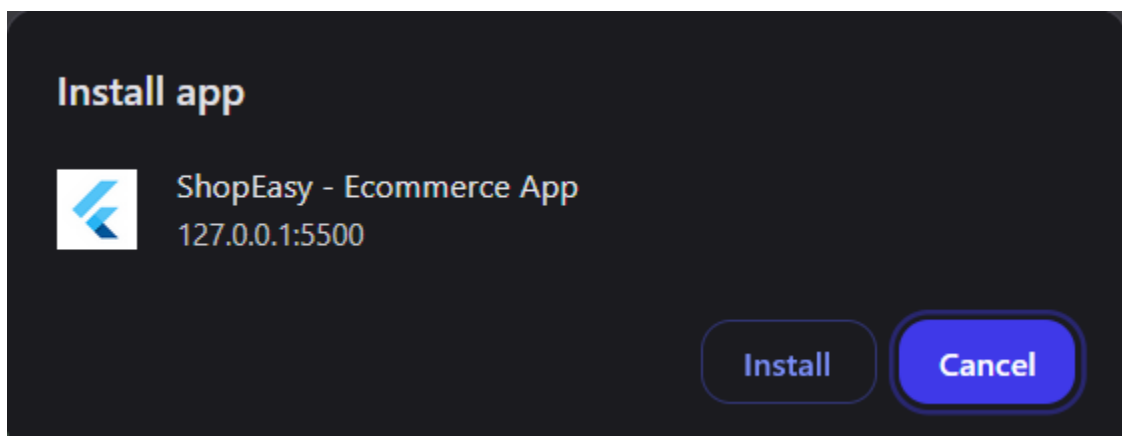 Install app
ShopEasy - Ecommerce App
127.0.0.1:5500
Install
Cancel